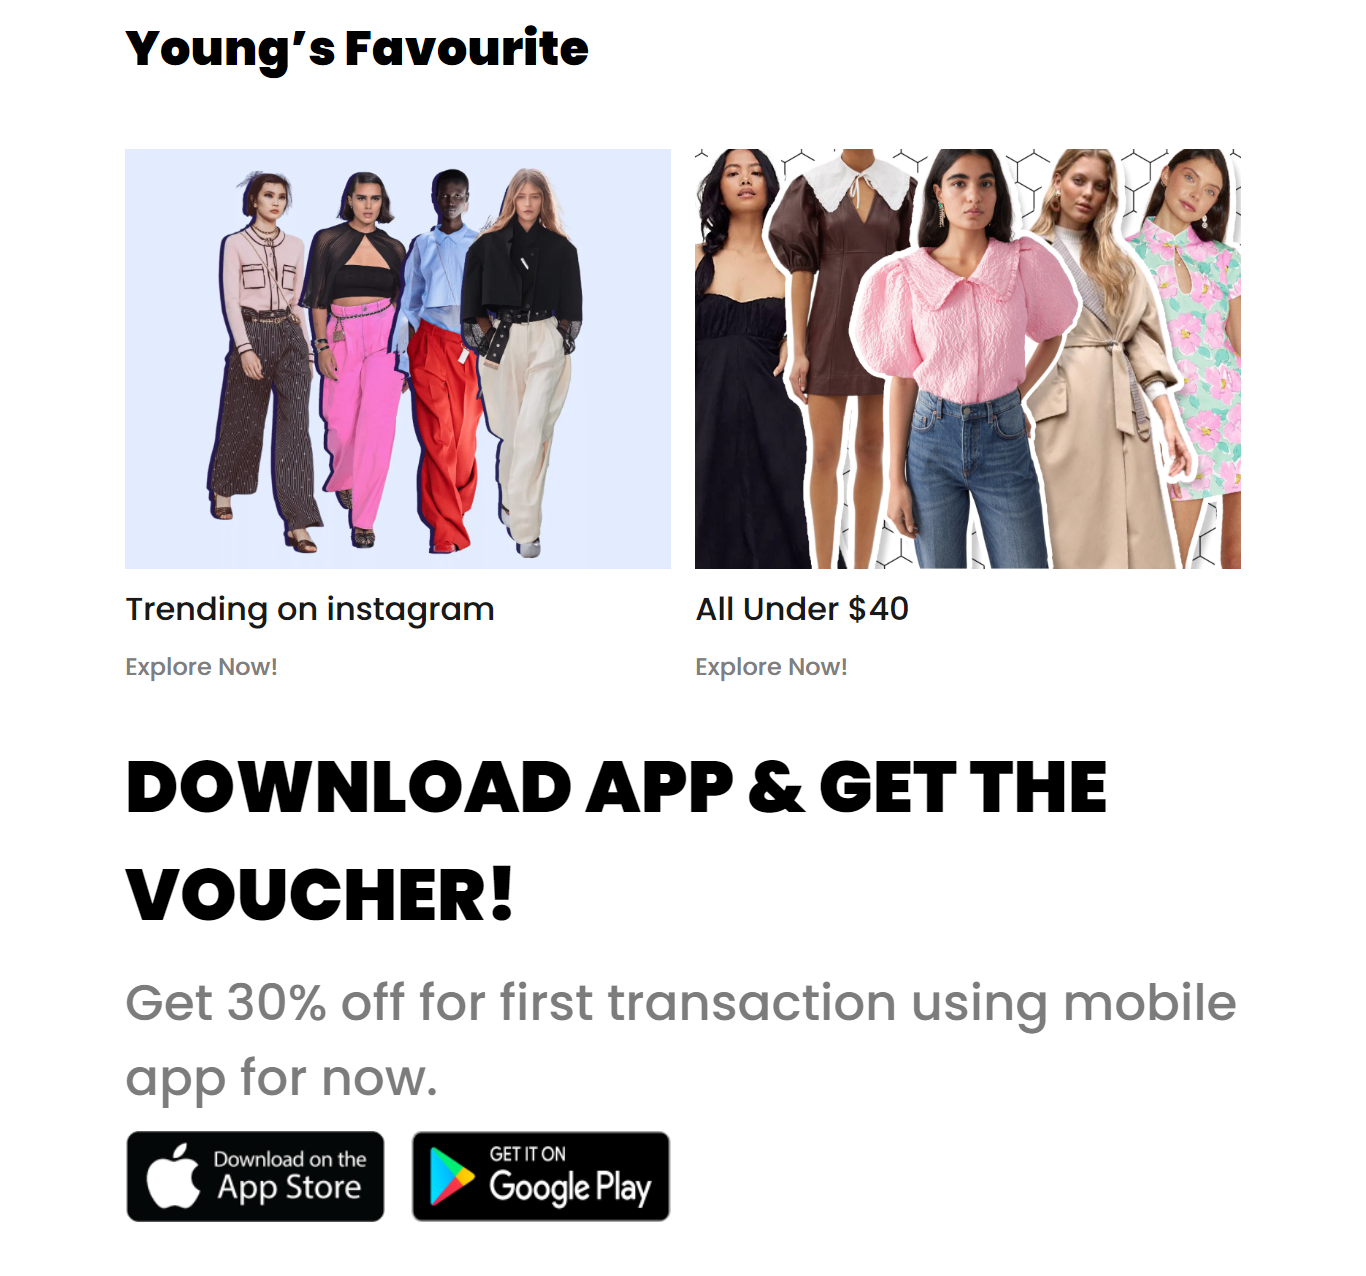 Young’s Favourite
Trending on instagram
Explore Now!
All Under $40
Explore Now!
DOWNLOAD APP & GET THE
VOUCHER!
Get 30% off for first transaction using mobile
app for now.
Download on the
App Store
GET IT ON
Google Play